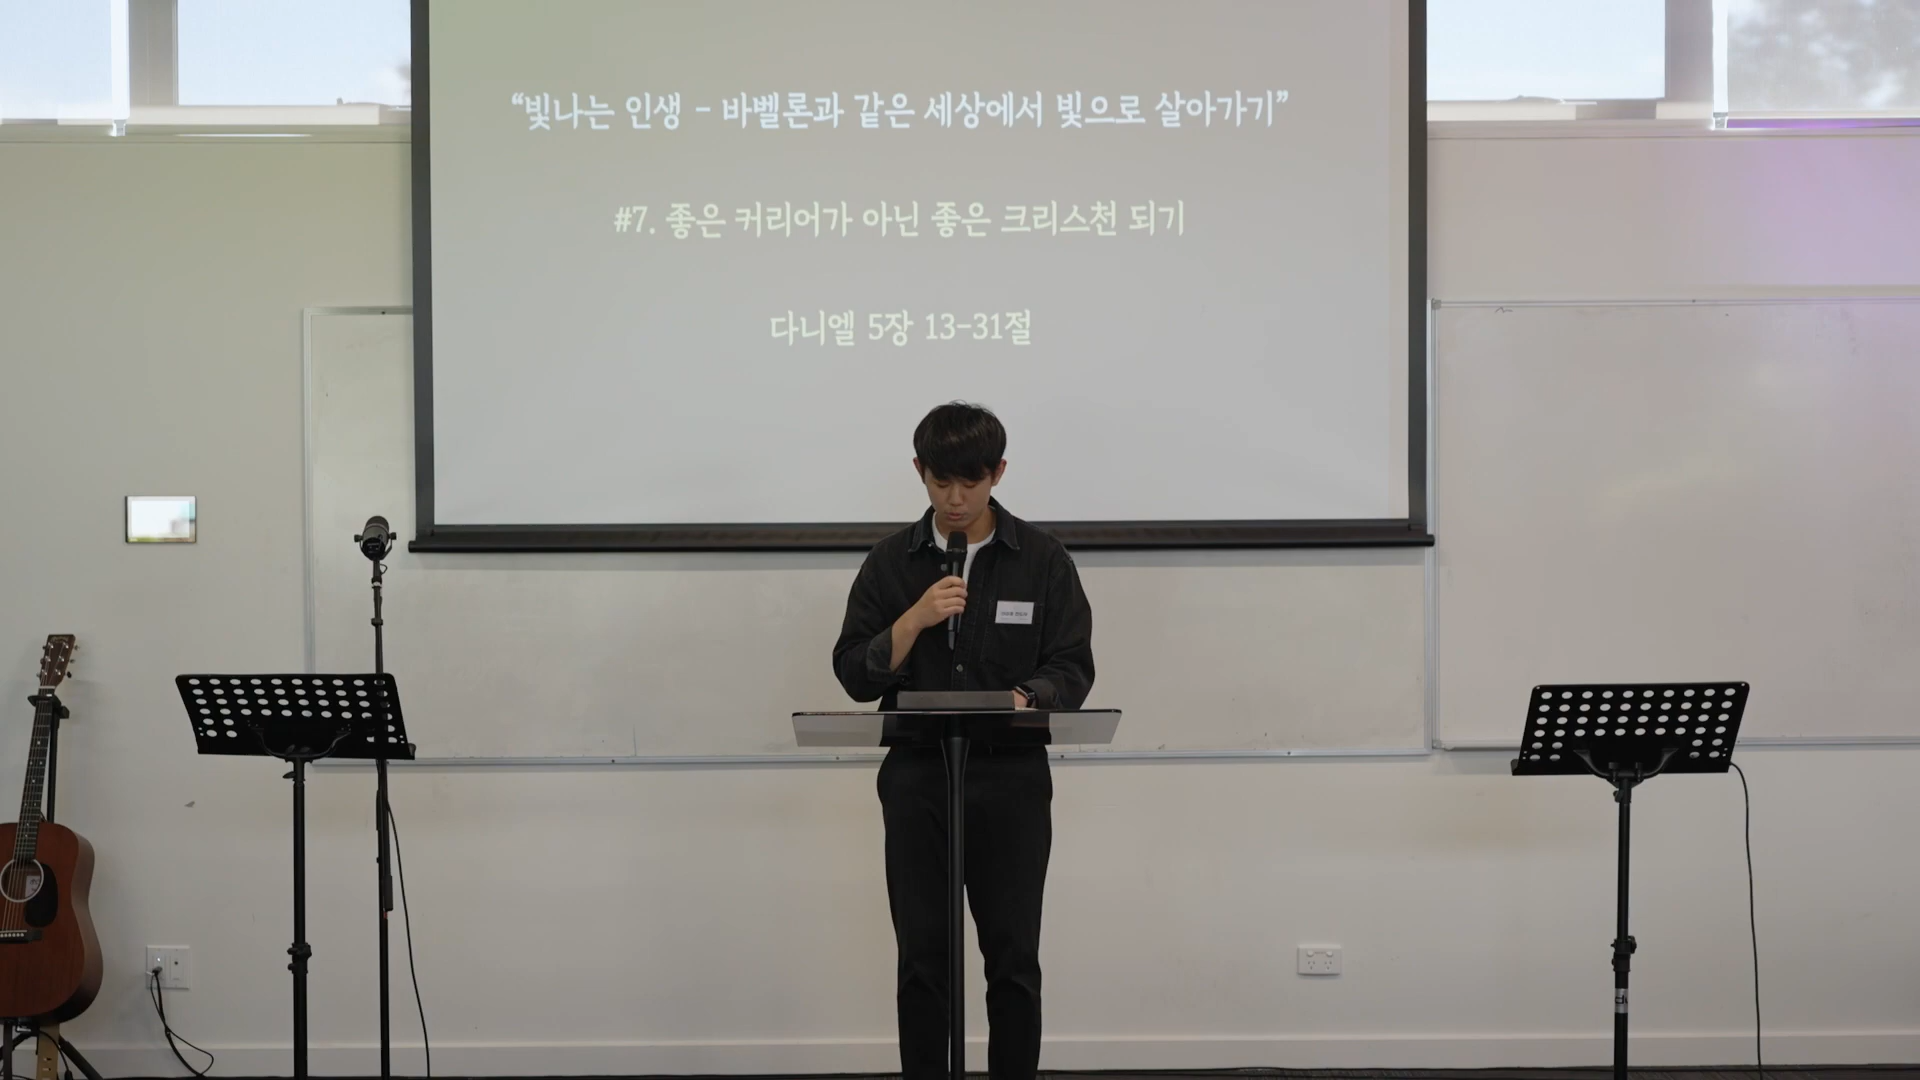 “빛나는 인생 - 바벨론과 같은 세상에서 빛으로 살아가기”
#7. 좋은 커리어가 아닌 좋은 크리스천 되기
다니엘 5장 13-31절